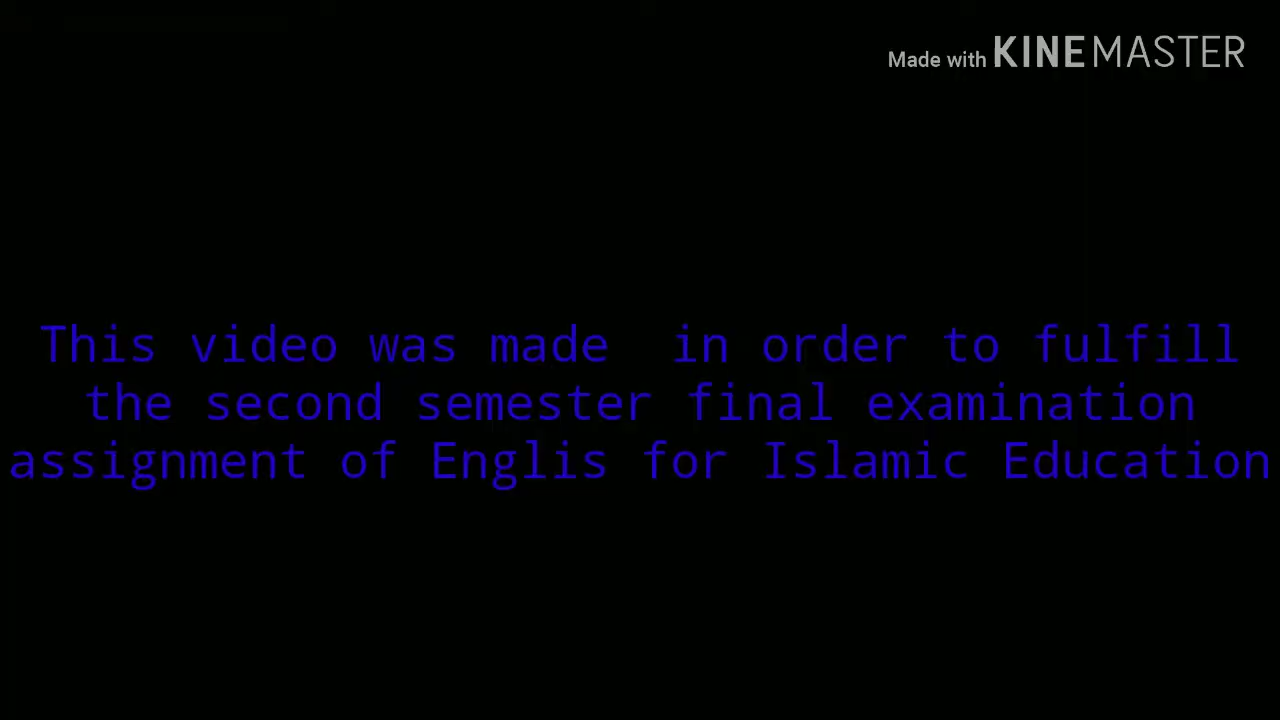 Made with KINEMASTER
This video was made  in order to fulfill
the second semester final examination
assignment of Englis for Islamic Education